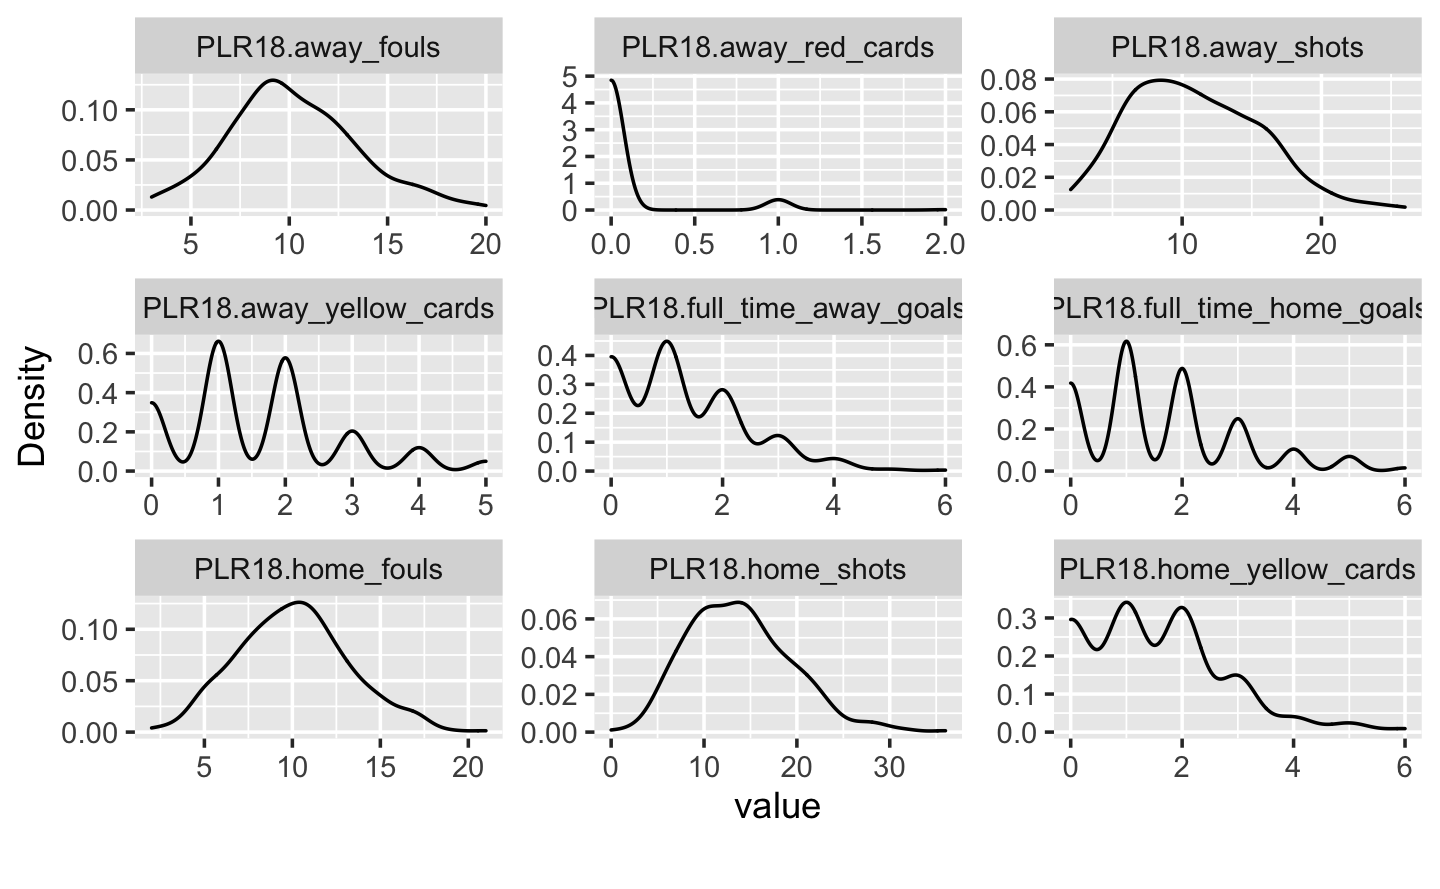 PLR18.away_fouls PLR18.away_red_cards PLR18.away_shots
0.10 5 0.08
4 0.06
0.05 3 0.04
2 0.02
0.00 1 0.00
0
5 10 15 20 0.0 0.5 1.0 1.5 2.0 10 20
PLR18.away_yellow_cards PLR18.full_time_away_goals PLR18.full_time_home_goals
0.6 0.4 0.6
0.4 0.3 0.4
0.2 0.2 0.2
0.0 0.1 0.0
0.0
0 1 2 3 4 5 0 2 4 6 0 2 4 6
PLR18.home_fouls PLR18.home_shots PLR18.home_yellow_cards
0.10 0.06 0.3
0.05 0.04 0.2
0.00 0.02 0.1
0.00 0.0
5 10 15 20 0 10 20 30 0 2 4 6
Density
value